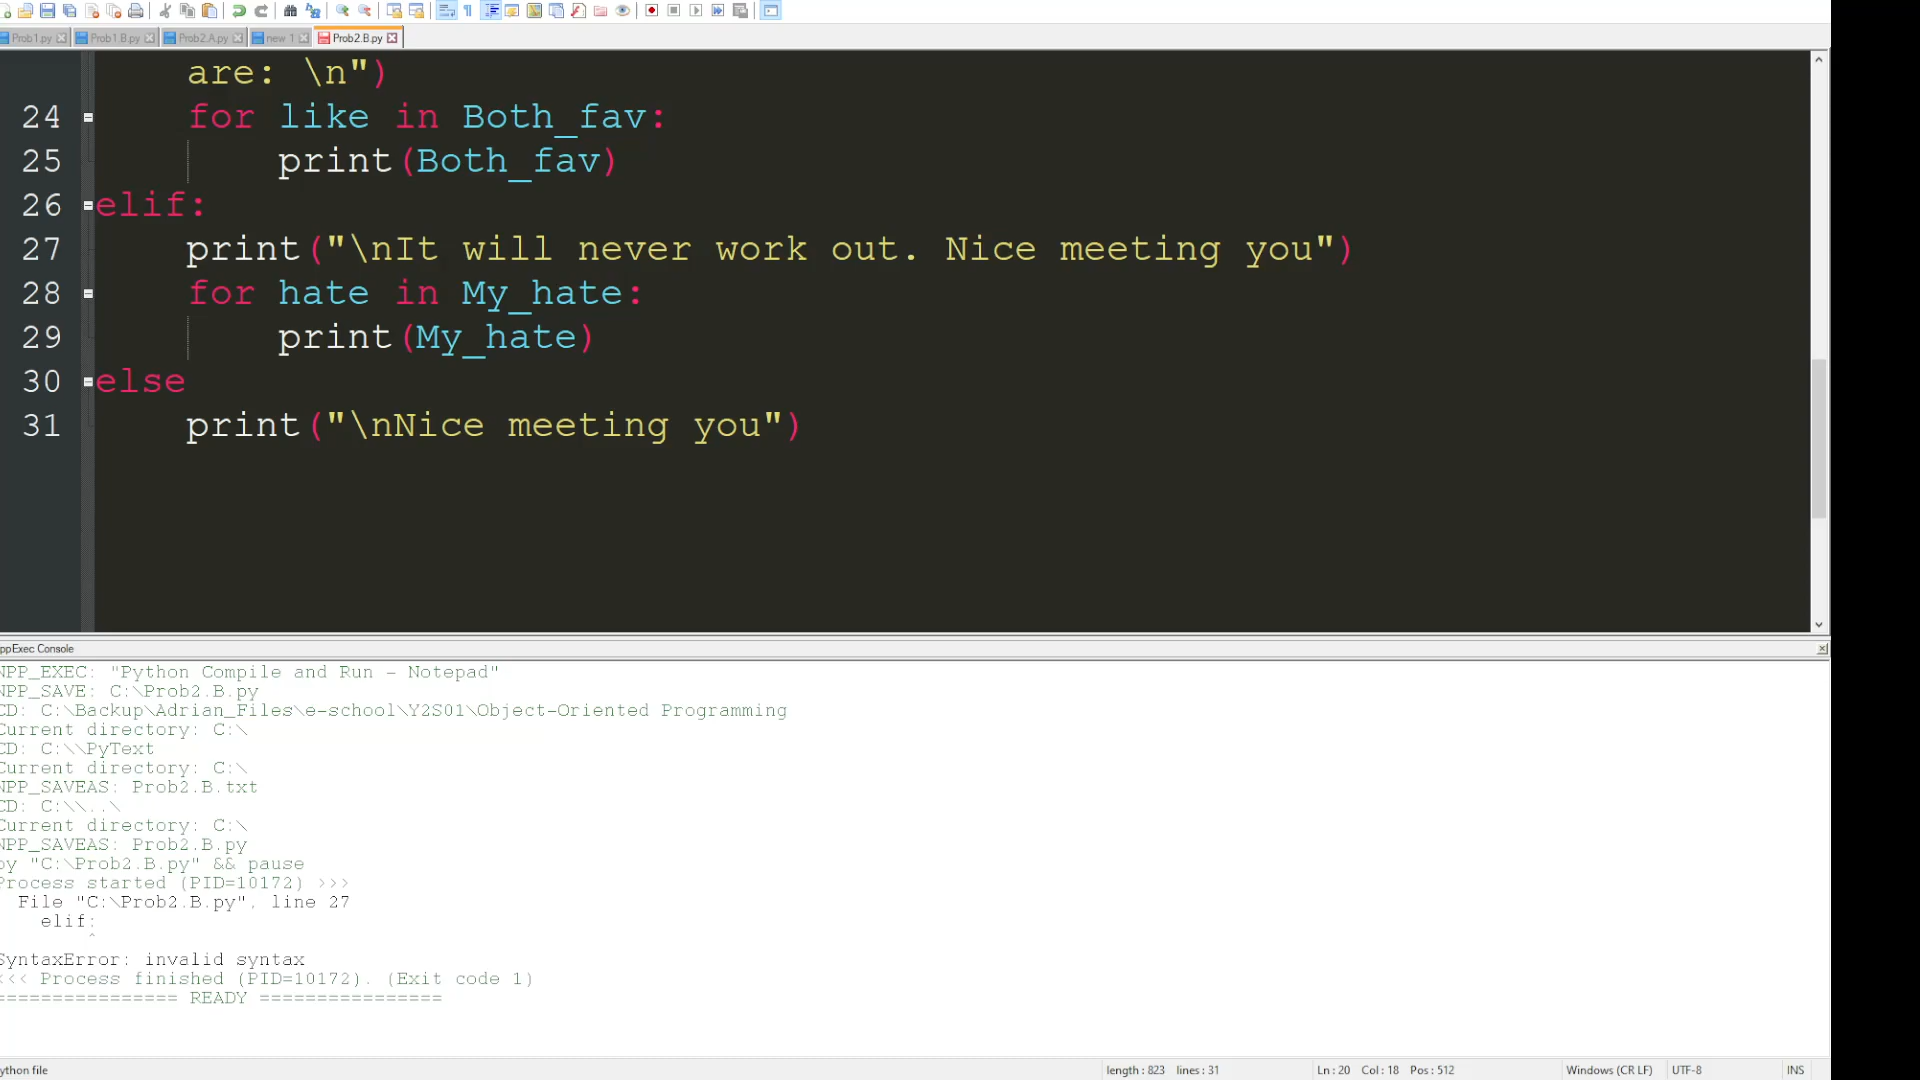 Prob1.py Prob1.B.py Prob2.A.py new 1 Prob2.B.py
are: \n")
24 for like in Both_fav:
25 print(Both_fav)
26 elif:
27 print("\nIt will never work out. Nice meeting you")
28 for hate in My_hate:
29 print(My_hate)
30 else
31 print("\nNice meeting you")
ppExec Console
NPP_EXEC: "Python Compile and Run - Notepad"
NPP_SAVE: C:\Prob2.B.py
CD: C:\Backup\Adrian_Files\e-school\Y2S01\Object-Oriented Programming
Current directory: C:\
CD: C:\\PyText
Current directory: C:\
NPP_SAVEAS: Prob2.B.txt
CD: C:\\..\
Current directory: C:\
NPP_SAVEAS: Prob2.B.py
py "C:\Prob2.B.py" && pause
Process started (PID=10172) >>>
File "C:\Prob2.B.py", line 27
elif:
^
SyntaxError: invalid syntax
<<< Process finished (PID=10172). (Exit code 1)
================ READY ================
ython file length : 823 lines : 31 Ln : 20 Col : 18 Pos : 512 Windows (CR LF) UTF-8 INS